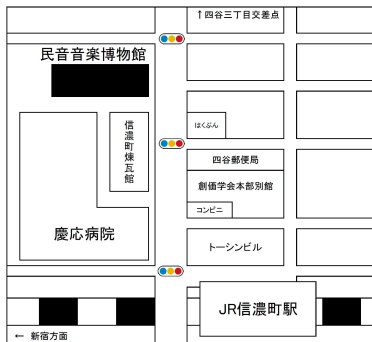 ↑四谷三丁目交差点
民音音楽博物館
はくぶん
信濃町煉瓦館
四谷郵便局
創価学会本部別館
コンビニ
慶応病院
トーシンビル
JR信濃町駅
← 新宿方面